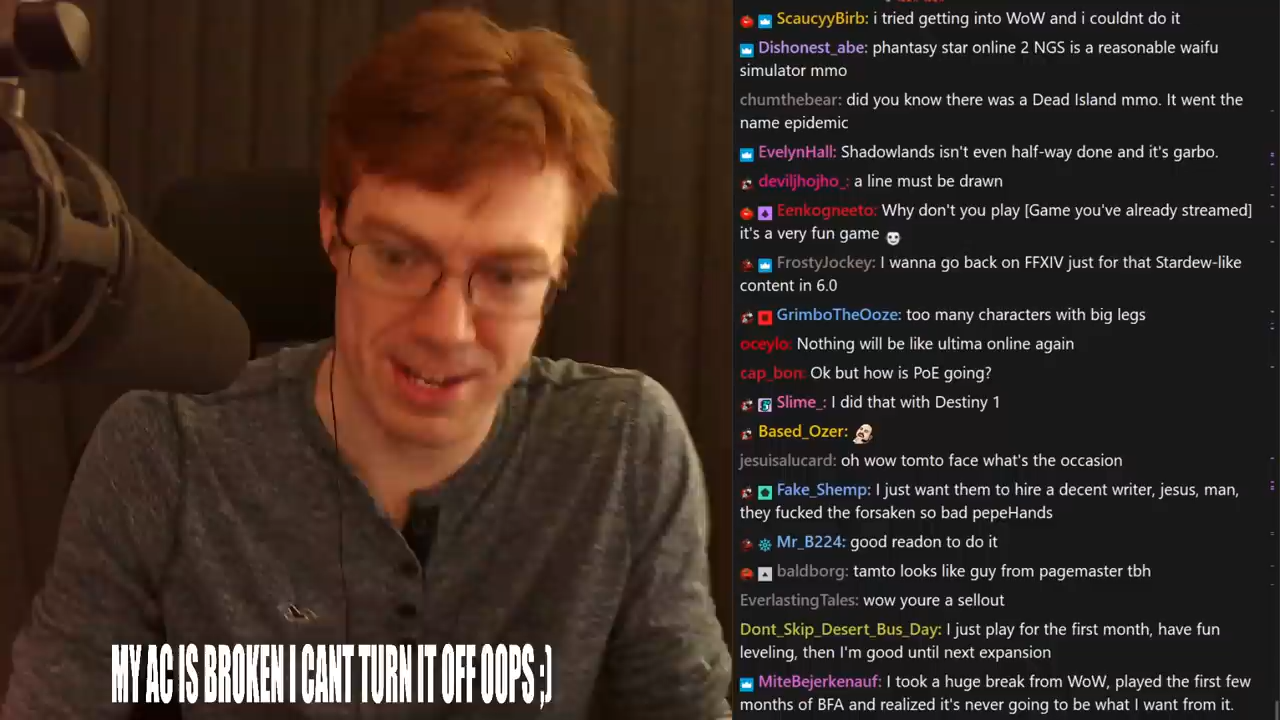 ScaucyyBirb: i tried getting into WoW and i couldnt do it
Dishonest_abe: phantasy star online 2 NGS is a reasonable waifu
simulator mmo
chumthebear: did you know there was a Dead Island mmo. It went the
name epidemic
EvelynHall: Shadowlands isn't even half-way done and it's garbo.
deviljhojho_: a line must be drawn
Eenkogneeto: Why don't you play [Game you've already streamed]
it's a very fun game
FrostyJockey: I wanna go back on FFXIV just for that Stardew-like
content in 6.0
GrimboTheOoze: too many characters with big legs
oceylo: Nothing will be like ultima online again
cap_bon: Ok but how is PoE going?
Slime_: I did that with Destiny 1
Based_Ozer:
jesuisalucard: oh wow tomto face what's the occasion
Fake_Shemp: I just want them to hire a decent writer, jesus, man,
they fucked the forsaken so bad pepeHands
Mr_B224: good readon to do it
baldborg: tamto looks like guy from pagemaster tbh
EverlastingTales: wow youre a sellout
Dont_Skip_Desert_Bus_Day: I just play for the first month, have fun
leveling, then I'm good until next expansion
MiteBejerkenauf: I took a huge break from WoW, played the first few
months of BFA and realized it's never going to be what I want from it.
MY AC IS BROKEN I CANT TURN IT OFF OOPS ;)